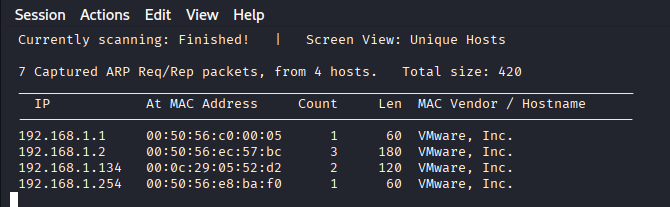 Session Actions Edit View Help
Currently scanning: Finished! | Screen View: Unique Hosts
7 Captured ARP Req/Rep packets, from 4 hosts. Total size: 420
IP At MAC Address Count Len MAC Vendor / Hostname
192.168.1.1 00:50:56:c0:00:05 1 60 VMware, Inc.
192.168.1.2 00:50:56:ec:57:bc 3 180 VMware, Inc.
192.168.1.134 00:0c:29:05:52:d2 2 120 VMware, Inc.
192.168.1.254 00:50:56:e8:ba:f0 1 60 VMware, Inc.